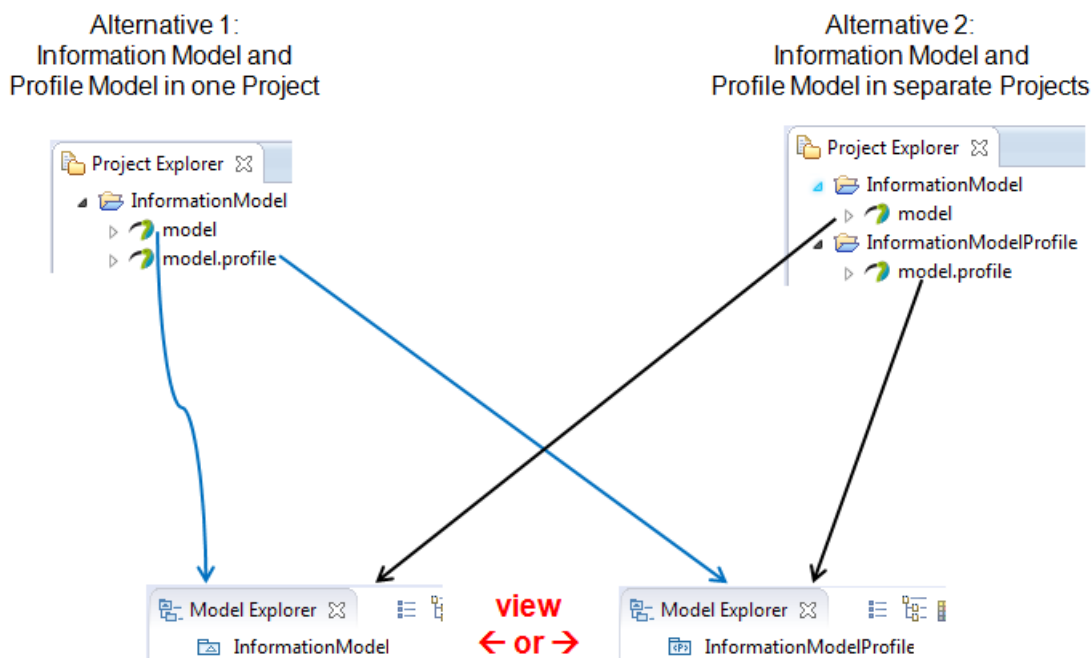 Alternative 1:
Information Model and
Profile Model in one Project
Alternative 2:
Information Model and
Profile Model in separate Projects
Project Explorer
InformationModel
model
model.profile
Project Explorer
InformationModel
model
InformationModelProfile
model.profile
Model Explorer
InformationModel
view
← or →
Model Explorer
<P>
InformationModelProfile